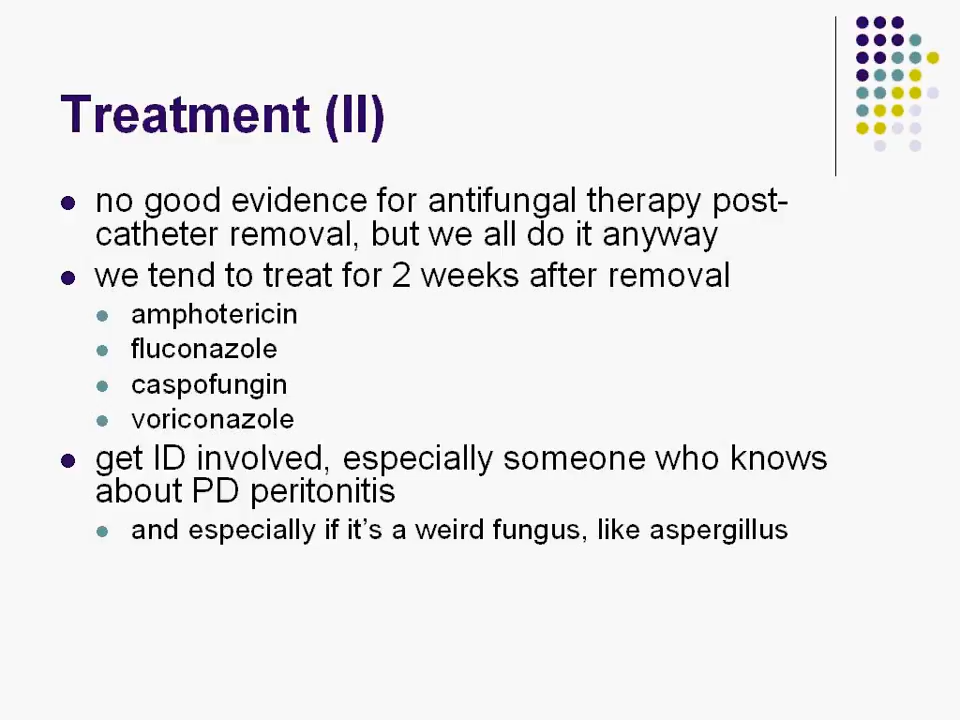 Treatment (II)
no good evidence for antifungal therapy post-
catheter removal, but we all do it anyway
we tend to treat for 2 weeks after removal
amphotericin
fluconazole
caspofungin
voriconazole
get ID involved, especially someone who knows
about PD peritonitis
and especially if it's a weird fungus, like aspergillus